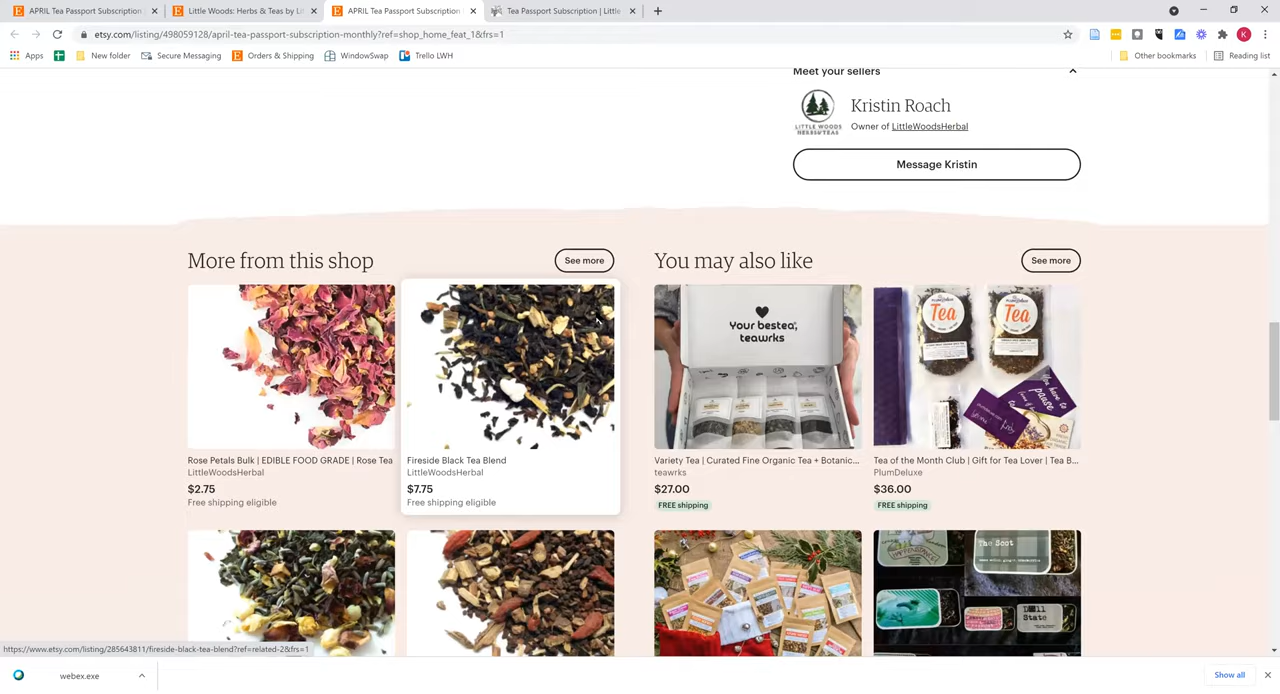 APRIL Tea Passport Subscription
Little Woods: Herbs & Teas by Li
APRIL Tea Passport Subscription
Tea Passport Subscription | Little
etsy.com/listing/498059128/april-tea-passport-subscription-monthly?ref=shop_home_feat_1&frs=1
K
Apps
New folder
Secure Messaging
Orders & Shipping
WindowSwap
Trello LWH
Other bookmarks
Reading list
Meet your sellers
LITTLE WOODS
HERBS&TEAS
Kristin Roach
Owner of LittleWoodsHerbal
Message Kristin
More from this shop
See more
You may also like
See more
Your bestea,
teawrks
Tea
Tea
Rose Petals Bulk | EDIBLE FOOD GRADE | Rose Tea
LittleWoodsHerbal
$2.75
Free shipping eligible
Fireside Black Tea Blend
LittleWoodsHerbal
$7.75
Free shipping eligible
Variety Tea | Curated Fine Organic Tea + Botanic...
teawrks
$27.00
FREE shipping
Tea of the Month Club | Gift for Tea Lover | Tea B...
PlumDeluxe
$36.00
FREE shipping
The Scot
State
https://www.etsy.com/listing/285643811/fireside-black-tea-blend?ref=related-2&frs=1
webex.exe
Show all